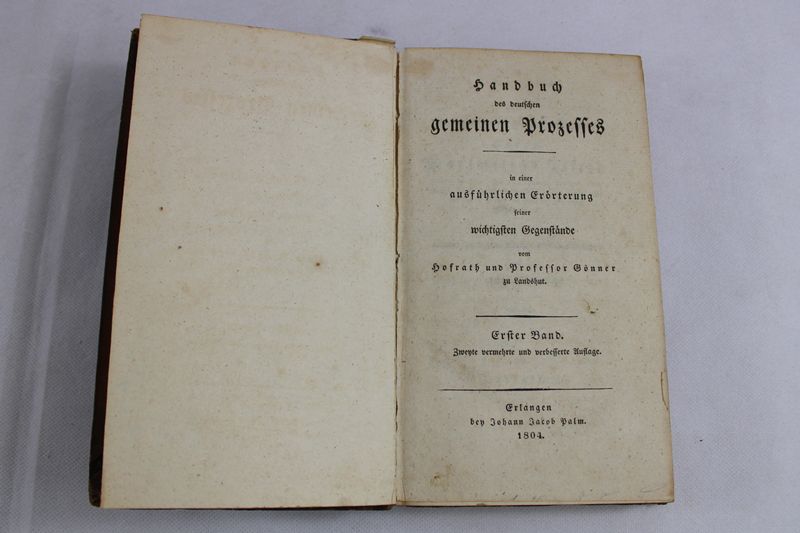 Handbuch
des deutschen
gemeinen Prozesses
in einer
ausführlichen Erörterung
seiner
wichtigsten Gegenstände
vom
Hofrath und Professor Gönner
zu Landshut.
Erster Band.
Zweyte vermehrte und verbesserte Auflage.
Erlangen
bey Johann Jacob Palm.
1804.